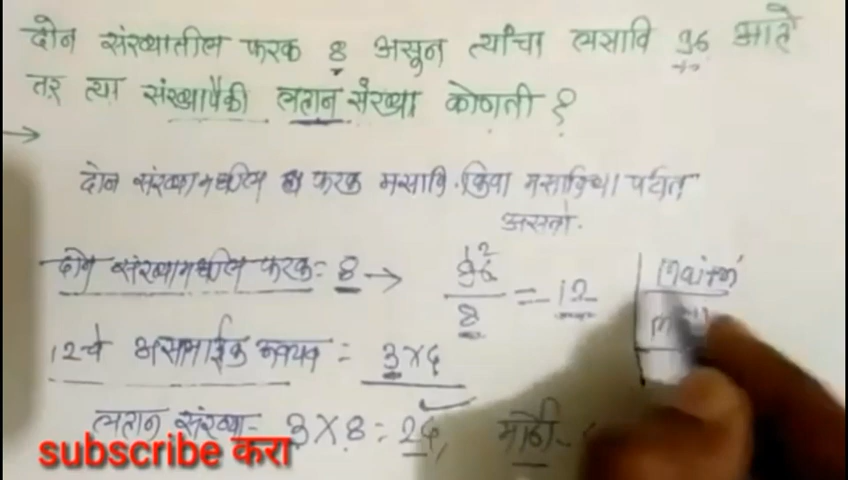 दोन संख्यातील फरक 8 असून त्यांचा लसावि 96 आहे
तर त्या संख्यापैकी लहान संख्या कोणती ?
दोन संख्यामधील फरक मसावि किंवा मसाविच्या पटीत
असतो.
दोन संख्यामधील फरक = 8 → 96/8 = 12
12
12चे असामाईक अवयव = 3×4
लहान संख्या- 3×8=24, मोठी-
subscribe करा